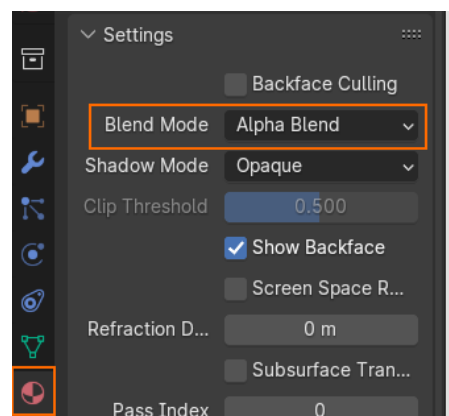 Settings
Backface Culling
Blend Mode Alpha Blend
Shadow Mode Opaque
Clip Threshold 0.500
Show Backface
Screen Space R...
Refraction D... 0 m
Subsurface Tran...
Pass Index 0